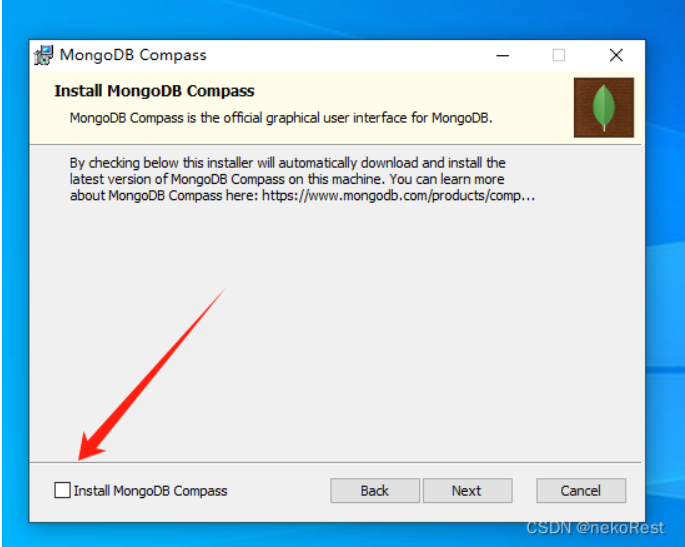 MongoDB Compass
Install MongoDB Compass
MongoDB Compass is the official graphical user interface for MongoDB.
By checking below this installer will automatically download and install the
latest version of MongoDB Compass on this machine. You can learn more
about MongoDB Compass here: https://www.mongodb.com/products/comp...
Install MongoDB Compass
Back
Next
Cancel
CSDN @nekoRest